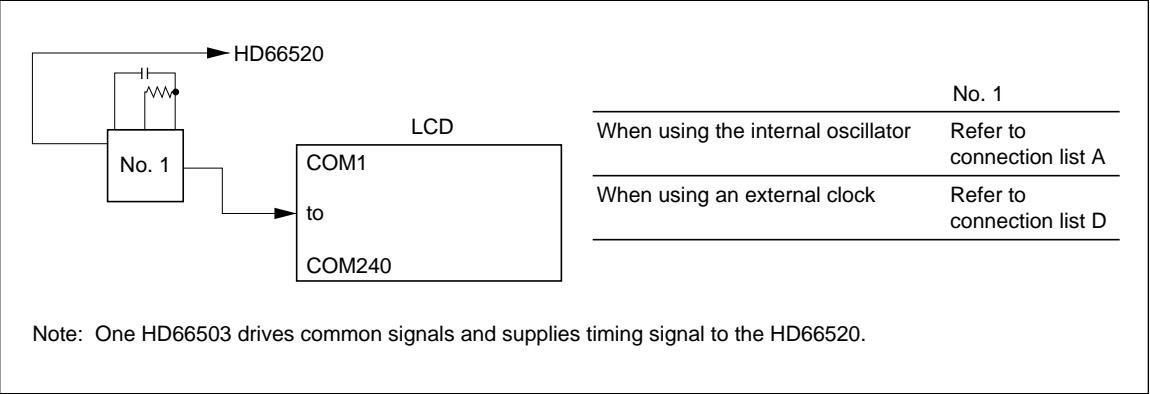 HD66520
No. 1
LCD
COM1
to
COM240
No. 1
When using the internal oscillator Refer to
connection list A
When using an external clock Refer to
connection list D
Note: One HD66503 drives common signals and supplies timing signal to the HD66520.